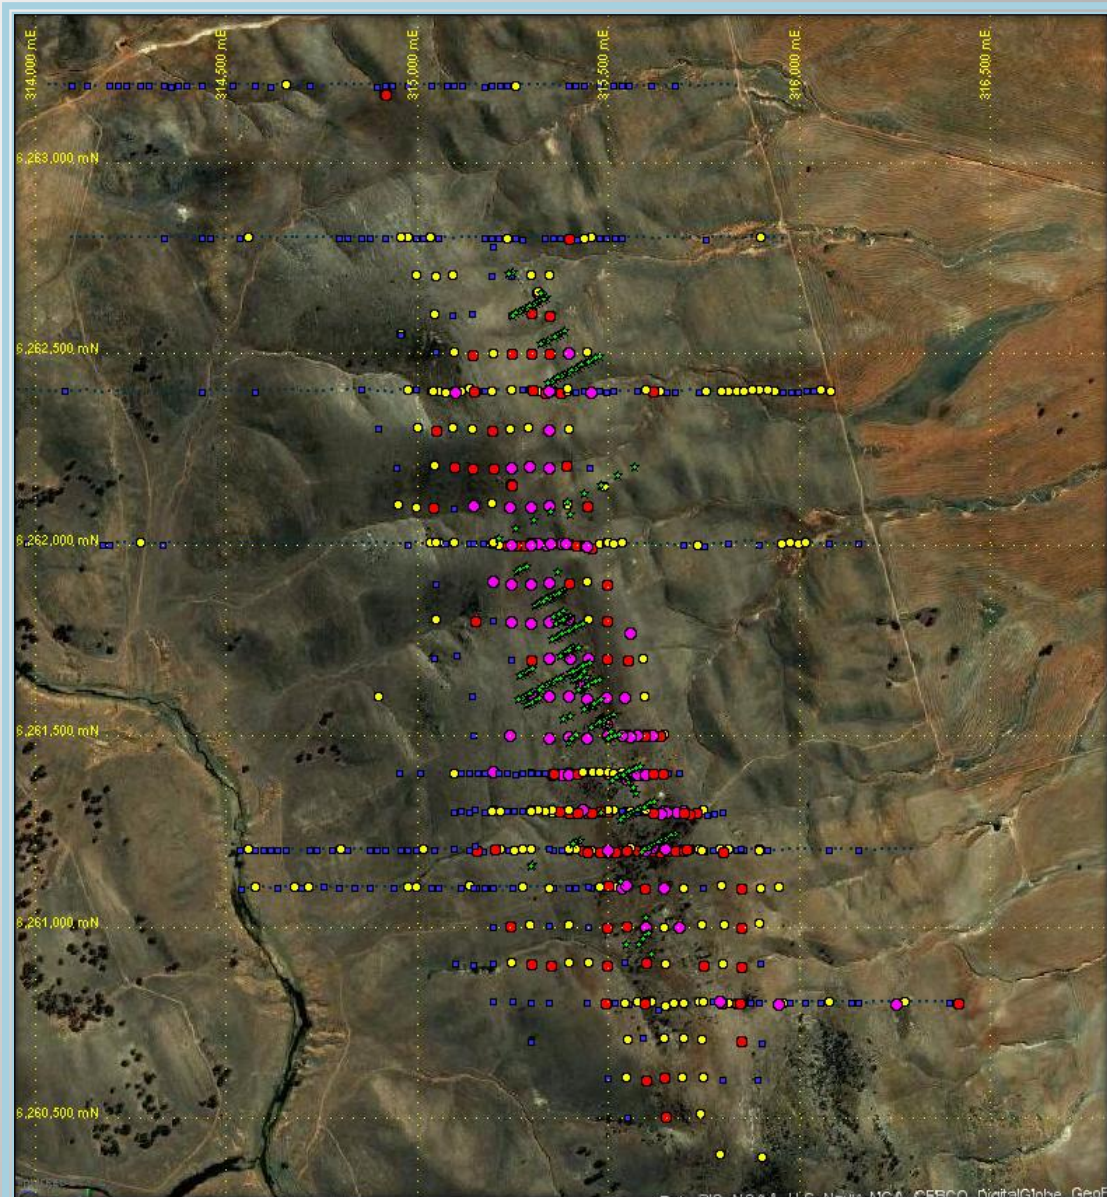 314,000 mE
314,500 mE
315,000 mE
315,500 mE
316,000 mE
316,500 mE
6,263,000 mN
6,262,500 mN
6,262,000 mN
6,261,500 mN
6,261,000 mN
6,260,500 mN
NOAA, U.S. Navy, NGA, GEBCO, DigitalGlobe, GeoE